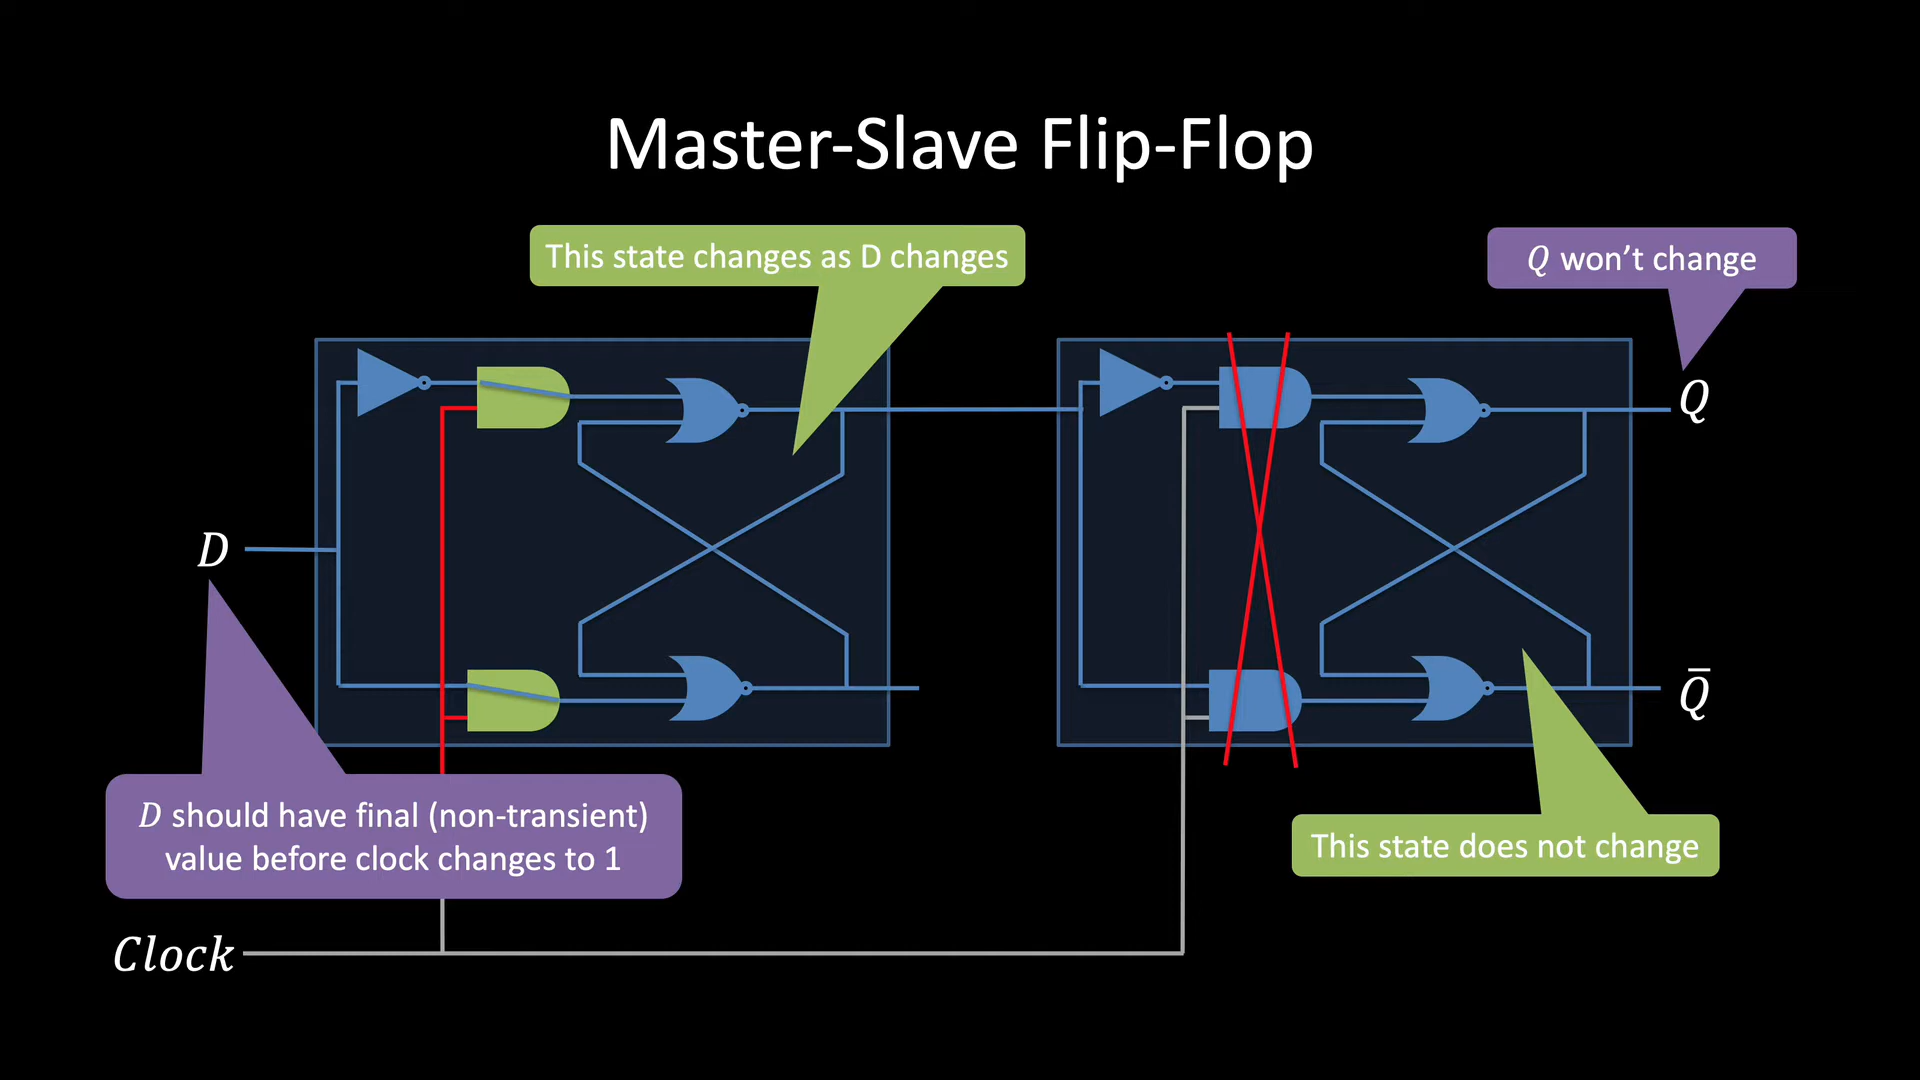 Master-Slave Flip-Flop
This state changes as D changes
Q won’t change
Q
D
Q̅
D should have final (non-transient)
value before clock changes to 1
This state does not change
Clock